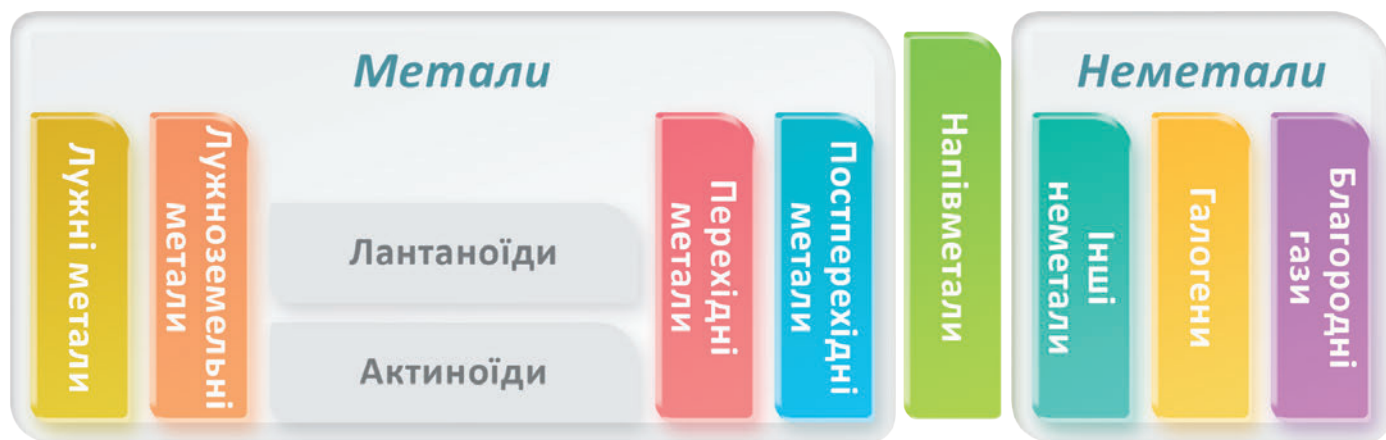 Метали
Лужні метали
Лужноземельні
метали
Лантаноїди
Актиноїди
Перехідні
метали
Постперехідні
метали
Напівметали
Неметали
Інші
неметали
Галогени
Благородні
гази